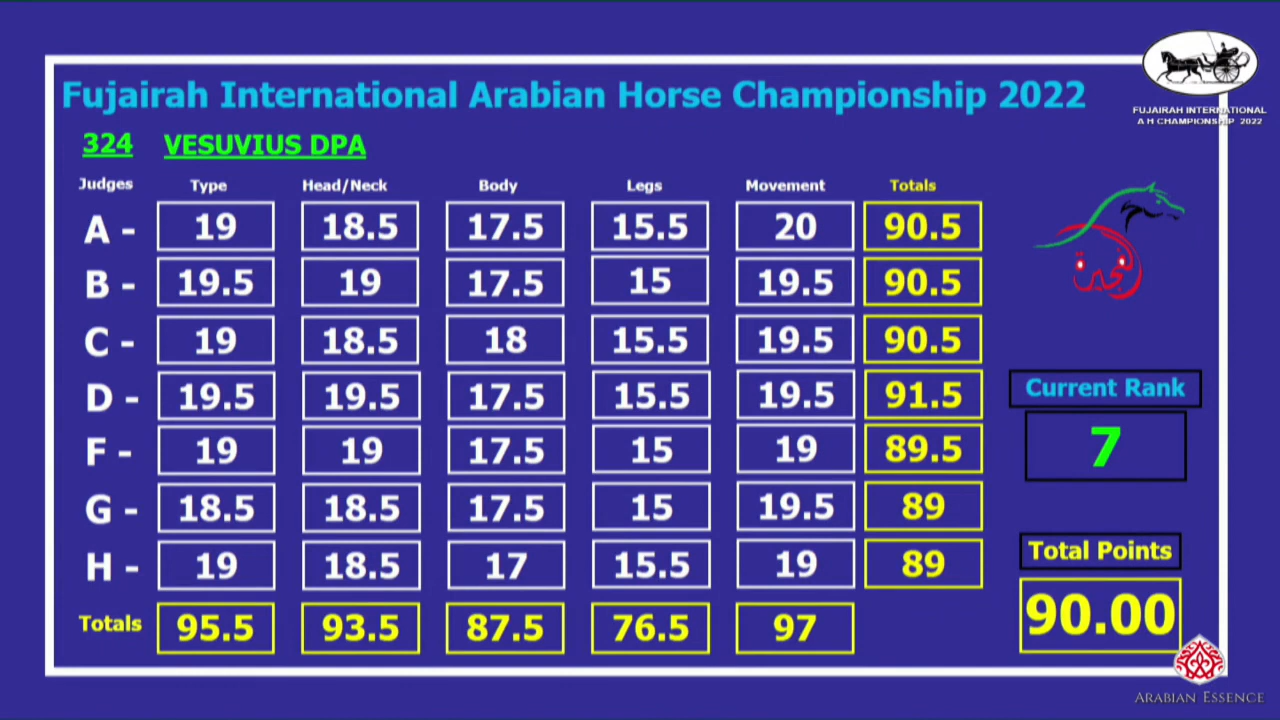 Fujairah International Arabian Horse Championship 2022
FUJAIRAH INTERNATIONAL
A H CHAMPIONSHIP 2022
324 VESUVIUS DPA
Judges Type Head/Neck Body Legs Movement Totals
A - 19 18.5 17.5 15.5 20 90.5
B - 19.5 19 17.5 15 19.5 90.5
C - 19 18.5 18 15.5 19.5 90.5
D - 19.5 19.5 17.5 15.5 19.5 91.5
F - 19 19 17.5 15 19 89.5
G - 18.5 18.5 17.5 15 19.5 89
H - 19 18.5 17 15.5 19 89
Totals 95.5 93.5 87.5 76.5 97
الفجيرة
Current Rank
7
Total Points
90.00
ARABIAN ESSENCE